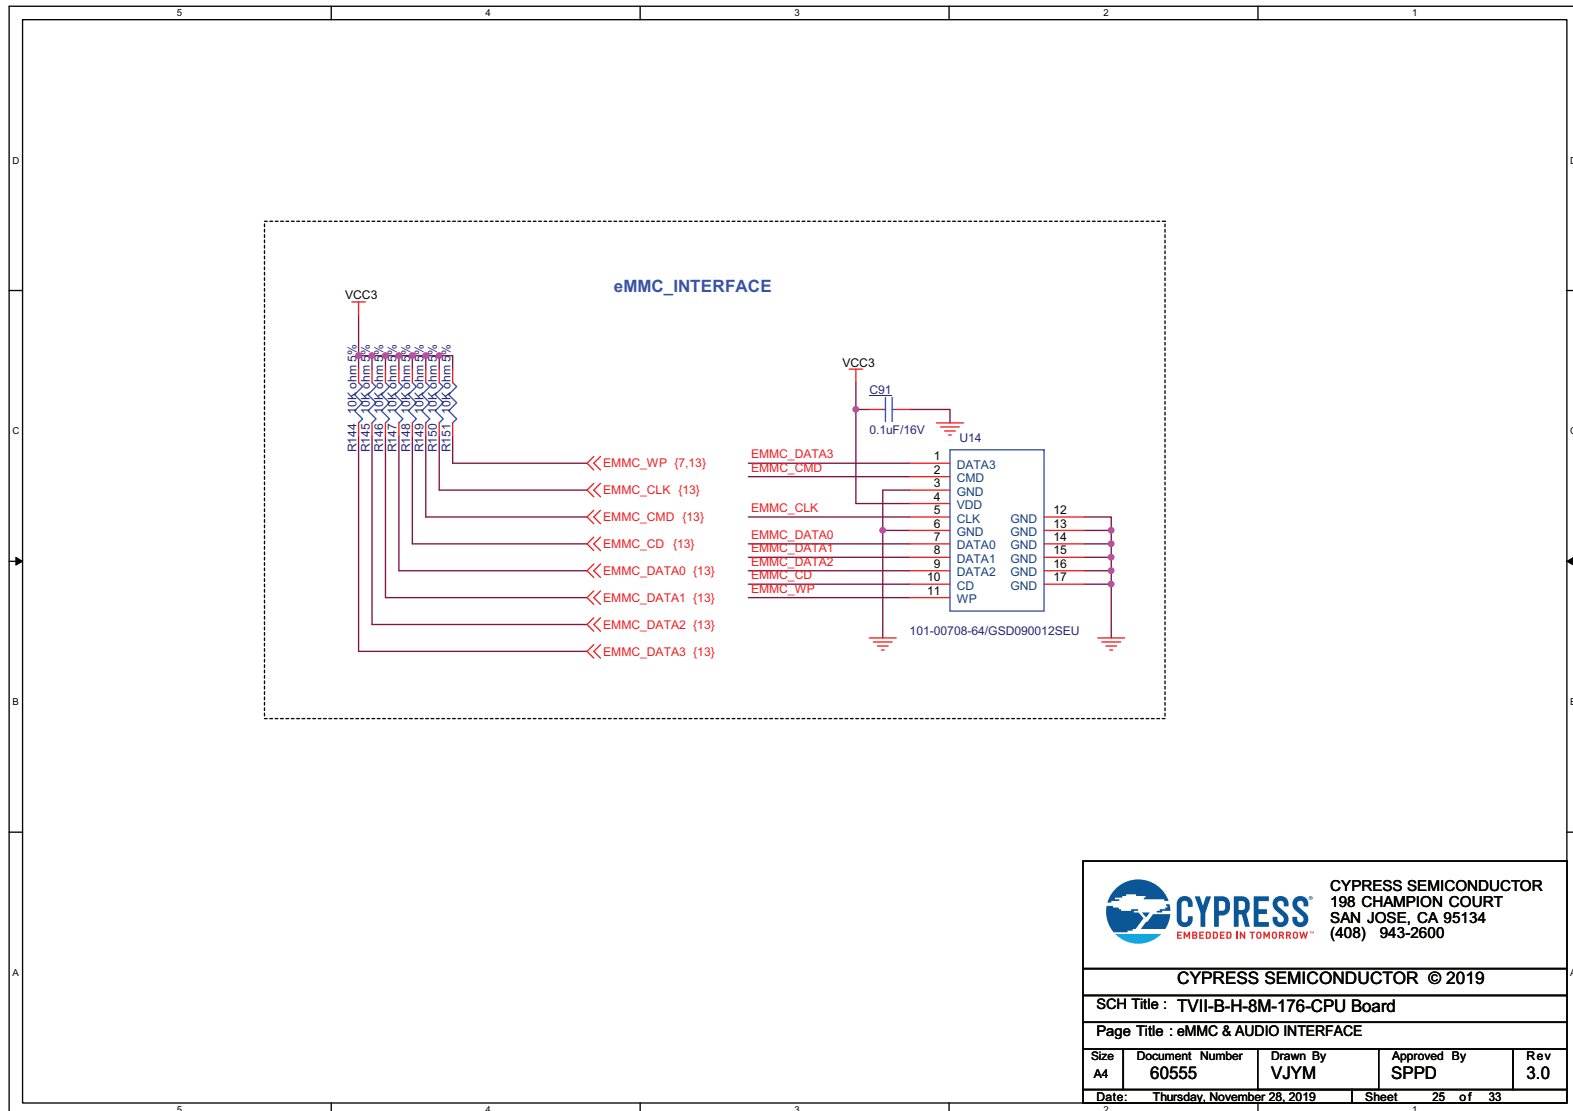 5 4 3 2 1
D D
C C
B B
A A
eMMC_INTERFACE
VCC3
R144 10K ohm 5%
R145 10K ohm 5%
R146 10K ohm 5%
R147 10K ohm 5%
R148 10K ohm 5%
R149 10K ohm 5%
R150 10K ohm 5%
R151 10K ohm 5%
EMMC_WP {7,13}
EMMC_CLK {13}
EMMC_CMD {13}
EMMC_CD {13}
EMMC_DATA0 {13}
EMMC_DATA1 {13}
EMMC_DATA2 {13}
EMMC_DATA3 {13}
VCC3
C91
0.1uF/16V
U14
EMMC_DATA3 1 DATA3
EMMC_CMD 2 CMD
3 GND
4 VDD
EMMC_CLK 5 CLK
6 GND
EMMC_DATA0 7 DATA0
EMMC_DATA1 8 DATA1
EMMC_DATA2 9 DATA2
EMMC_CD 10 CD
EMMC_WP 11 WP
GND 12
GND 13
GND 14
GND 15
GND 16
GND 17
101-00708-64/GSD090012SEU
CYPRESS
EMBEDDED IN TOMORROW™
CYPRESS SEMICONDUCTOR
198 CHAMPION COURT
SAN JOSE, CA 95134
(408) 943-2600
CYPRESS SEMICONDUCTOR © 2019
SCH Title : TVII-B-H-8M-176-CPU Board
Page Title : eMMC & AUDIO INTERFACE
Size Document Number Drawn By Approved By Rev
A4 60555 VJYM SPPD 3.0
Date: Thursday, November 28, 2019 Sheet 25 of 33
5 4 3 2 1